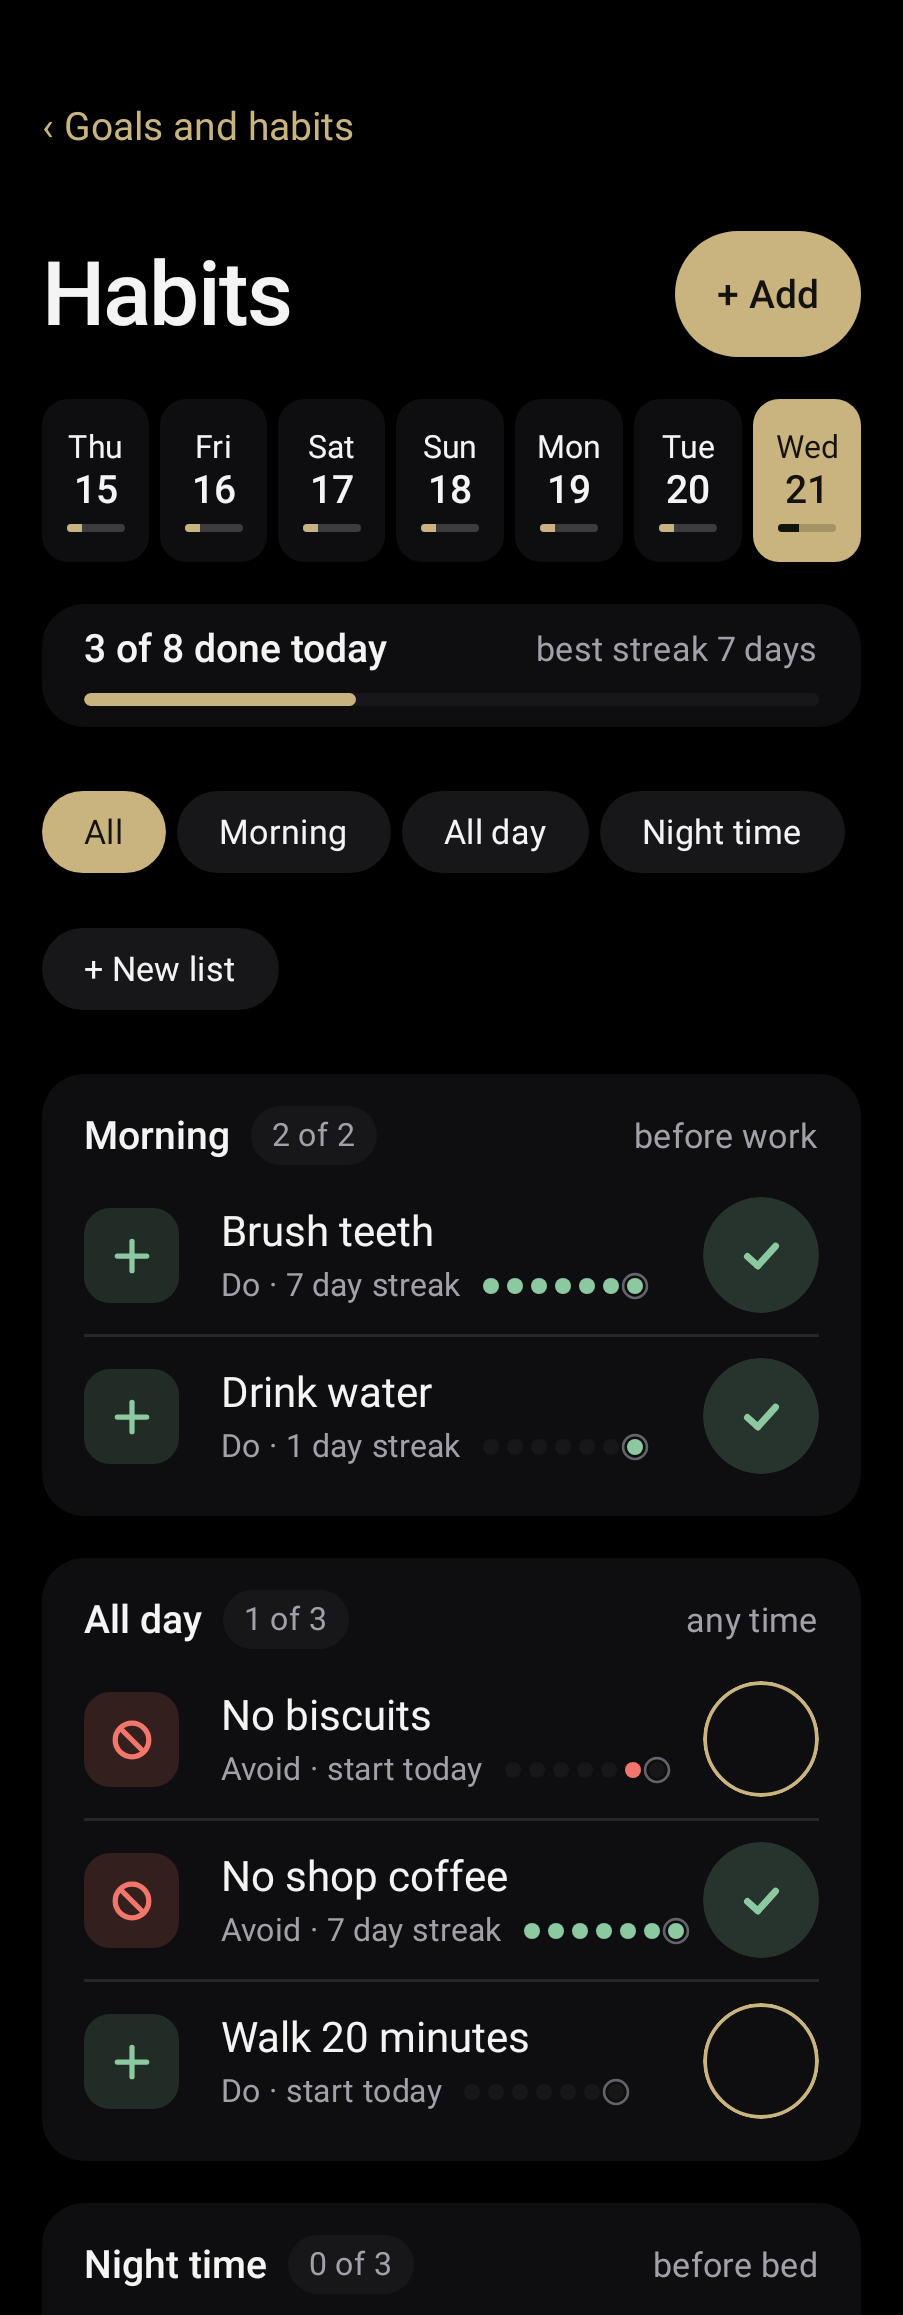 ‹ Goals and habits
Habits
+ Add
Thu Fri Sat Sun Mon Tue Wed
15 16 17 18 19 20 21
3 of 8 done today best streak 7 days
All Morning All day Night time
+ New list
Morning 2 of 2 before work
Brush teeth
Do · 7 day streak
Drink water
Do · 1 day streak
All day 1 of 3 any time
No biscuits
Avoid · start today
No shop coffee
Avoid · 7 day streak
Walk 20 minutes
Do · start today
Night time 0 of 3 before bed